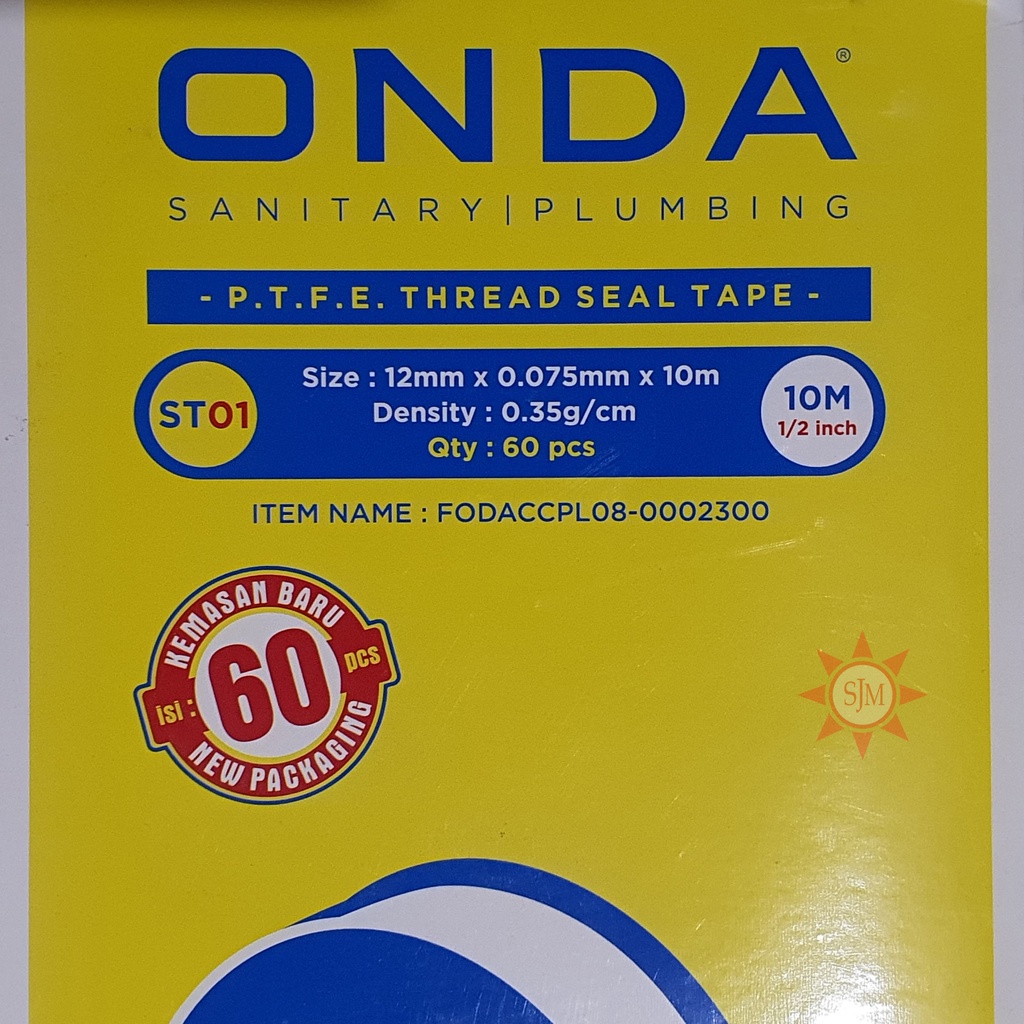 ONDA®
SANITARY|PLUMBING
- P.T.F.E. THREAD SEAL TAPE -
ST01
Size : 12mm x 0.075mm x 10m
Density : 0.35g/cm
Qty : 60 pcs
10M
1/2 inch
ITEM NAME : FODACCPL08-0002300
KEMASAN BARU
isi : 60 pcs
NEW PACKAGING
SJM